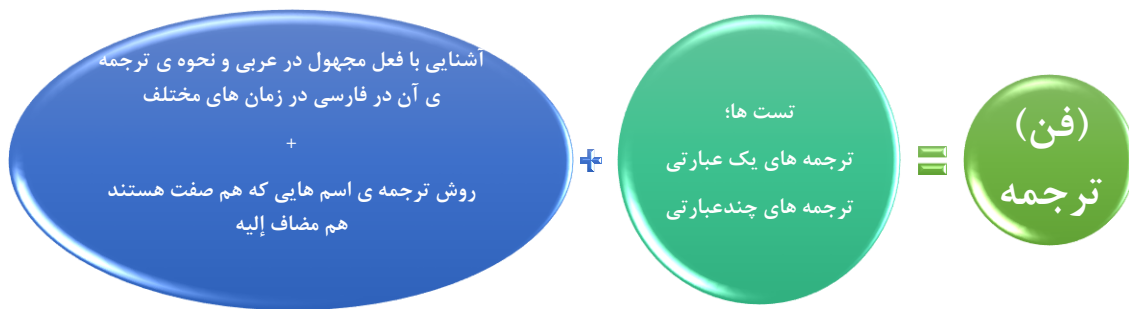 آشنایی با فعل مجهول در عربی و نحوه ی ترجمه
ی آن در فارسی در زمان های مختلف
+
روش ترجمه ی اسم هایی که هم صفت هستند
هم مضاف إلیه
+
تست ها؛
ترجمه های یک عبارتی
ترجمه های چندعبارتی
=
(فن)
ترجمه